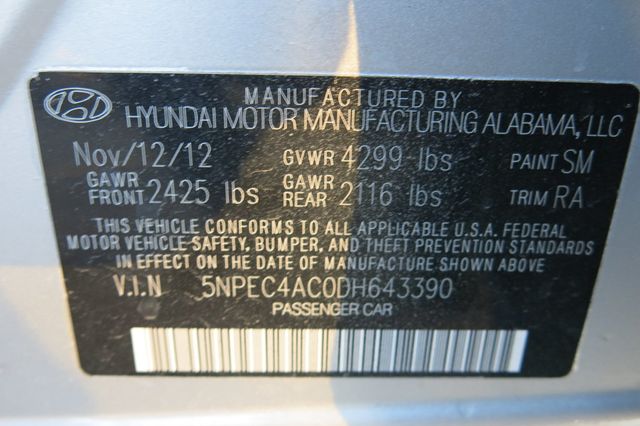 MANUFACTURED BY
HYUNDAI MOTOR MANUFACTURING ALABAMA, LLC
Nov/12/12 GVWR 4299 lbs PAINT SM
GAWR FRONT 2425 lbs GAWR REAR 2116 lbs TRIM RA
THIS VEHICLE CONFORMS TO ALL APPLICABLE U.S.A. FEDERAL
MOTOR VEHICLE SAFETY, BUMPER, AND THEFT PREVENTION STANDARDS
IN EFFECT ON THE DATE OF MANUFACTURE SHOWN ABOVE
V.I.N 5NPEC4AC0DH643390
PASSENGER CAR